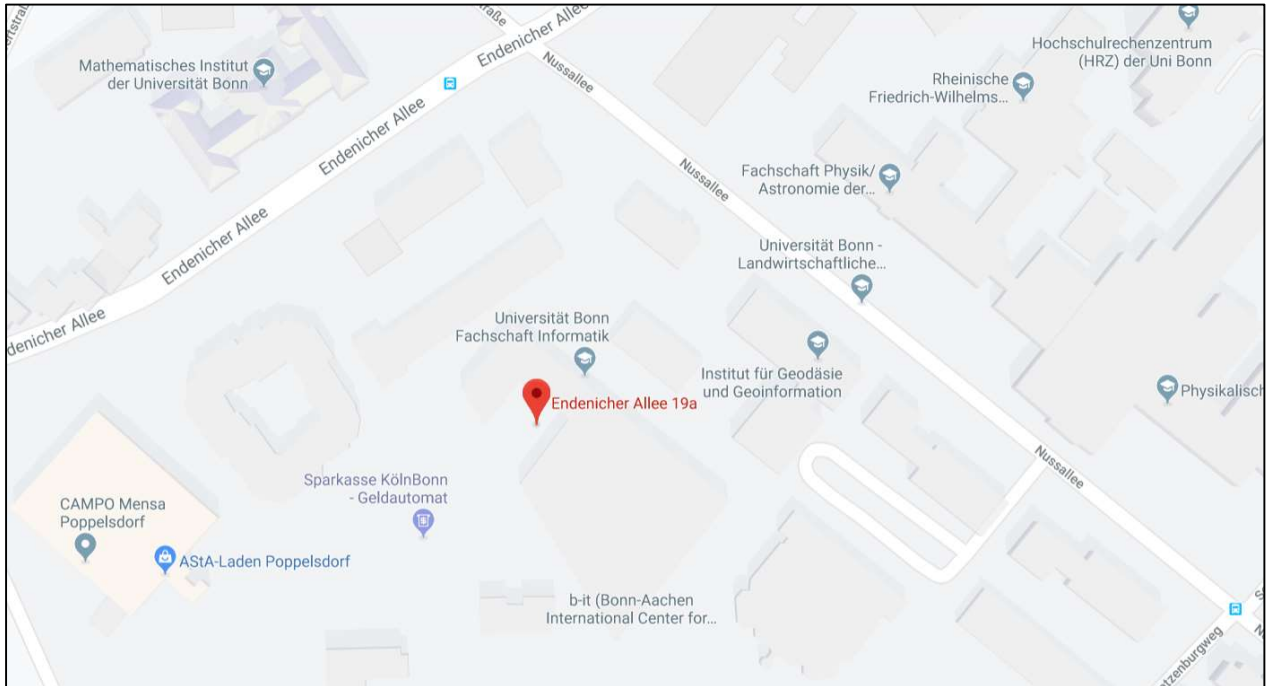 Mathematisches Institut
der Universität Bonn
Endenicher Allee
Endenicher Allee
Endenicher Allee
Nussallee
Nussallee
Nussallee
Hochschulrechenzentrum
(HRZ) der Uni Bonn
Rheinische
Friedrich-Wilhelms...
Fachschaft Physik/
Astronomie der...
Universität Bonn -
Landwirtschaftliche...
Universität Bonn
Fachschaft Informatik
Institut für Geodäsie
und Geoinformation
Endenicher Allee 19a
Physikalisch
denicher Allee
Sparkasse KölnBonn
- Geldautomat
CAMPO Mensa
Poppelsdorf
AStA-Laden Poppelsdorf
b-it (Bonn-Aachen
International Center for...
tzenburgweg